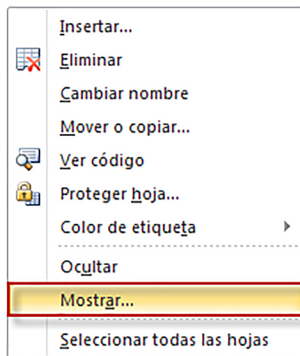 Insertar...
Eliminar
Cambiar nombre
Mover o copiar...
Ver código
Proteger hoja...
Color de etiqueta
Ocultar
Mostrar...
Seleccionar todas las hojas